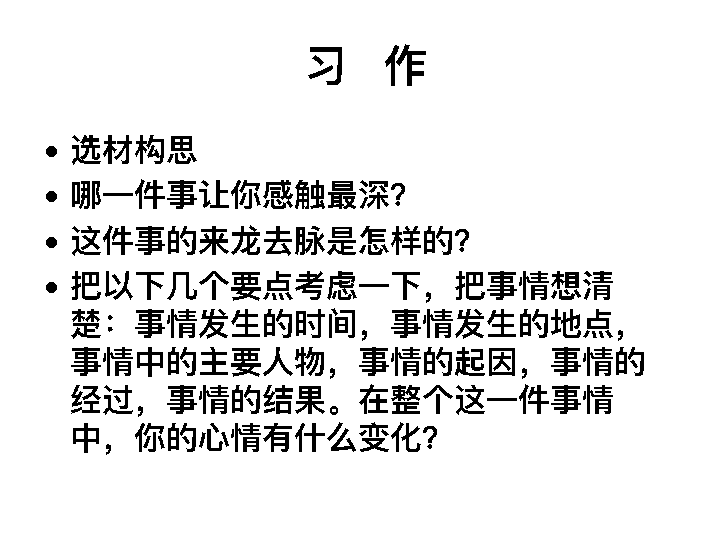 习 作
• 选材构思
• 哪一件事让你感触最深?
• 这件事的来龙去脉是怎样的?
• 把以下几个要点考虑一下，把事情想清
楚：事情发生的时间，事情发生的地点，
事情中的主要人物，事情的起因，事情的
经过，事情的结果。在整个这一件事情
中，你的心情有什么变化?